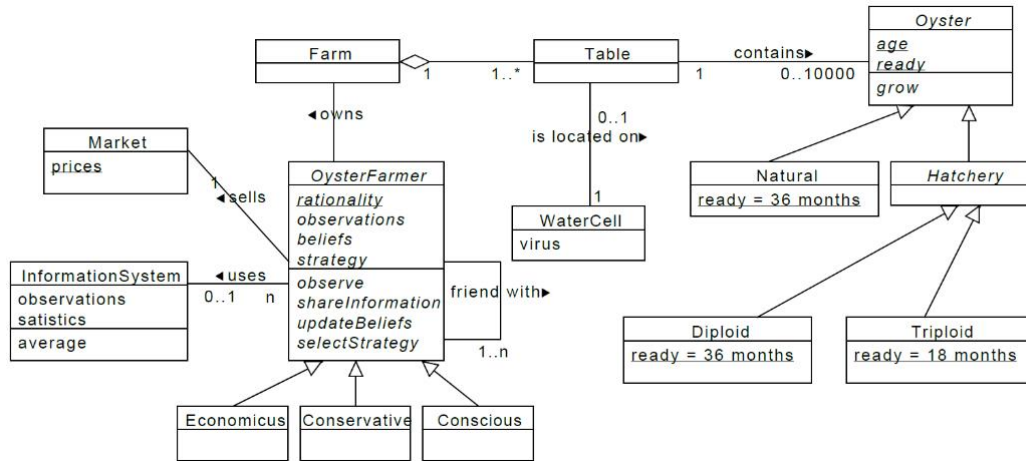 Oyster
age
ready
grow
Farm
1
1..*
Table
1
contains►
0..10000
◄owns
0..1
is located on►
1
Market
prices
1
◄sells
OysterFarmer
rationality
observations
beliefs
strategy
observe
shareInformation
updateBeliefs
selectStrategy
Natural
ready = 36 months
Hatchery
WaterCell
virus
InformationSystem
observations
satistics
average
◄uses
0..1
n
friend with►
1..n
Diploid
ready = 36 months
Triploid
ready = 18 months
Economicus
Conservative
Conscious